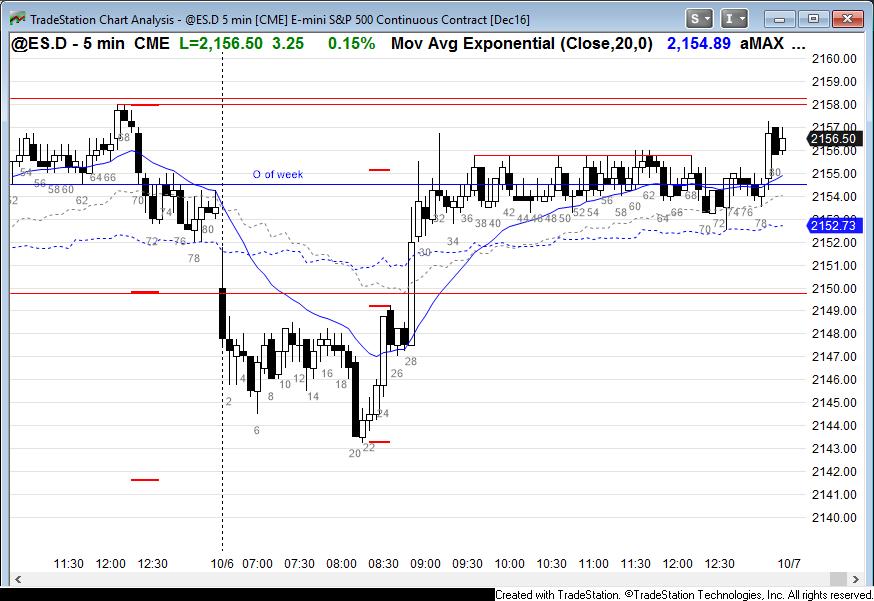 TradeStation Chart Analysis - @ES.D 5 min [CME] E-mini S&P 500 Continuous Contract [Dec16]
S I
@ES.D - 5 min CME L=2,156.50 3.25 0.15% Mov Avg Exponential (Close,20,0) 2,154.89 aMAX ...
2160.00
2159.00
2158.00
68
2157.00
2156.50
2156.00
54 56 58 60 62 64 66
O of week
2155.00
80
2154.00
62 70 74
32 36 38 40 42 44 46 48 48 50 52 54 56 58 60 62 64 66 68 70 72 74 76 78
2152.73
72 76 80
2152.00
78
30 34
2151.00
2150.00
2149.00
2148.00
2147.00
28
2146.00
4 10 12 16 18 26
2145.00
2 8 14
2144.00
6 24
2143.00
20 22
2142.00
2141.00
2140.00
11:30 12:00 12:30 10/6 07:00 07:30 08:00 08:30 09:00 09:30 10:00 10:30 11:00 11:30 12:00 12:30 10/7
Created with TradeStation. ©TradeStation Technologies, Inc. All rights reserved.